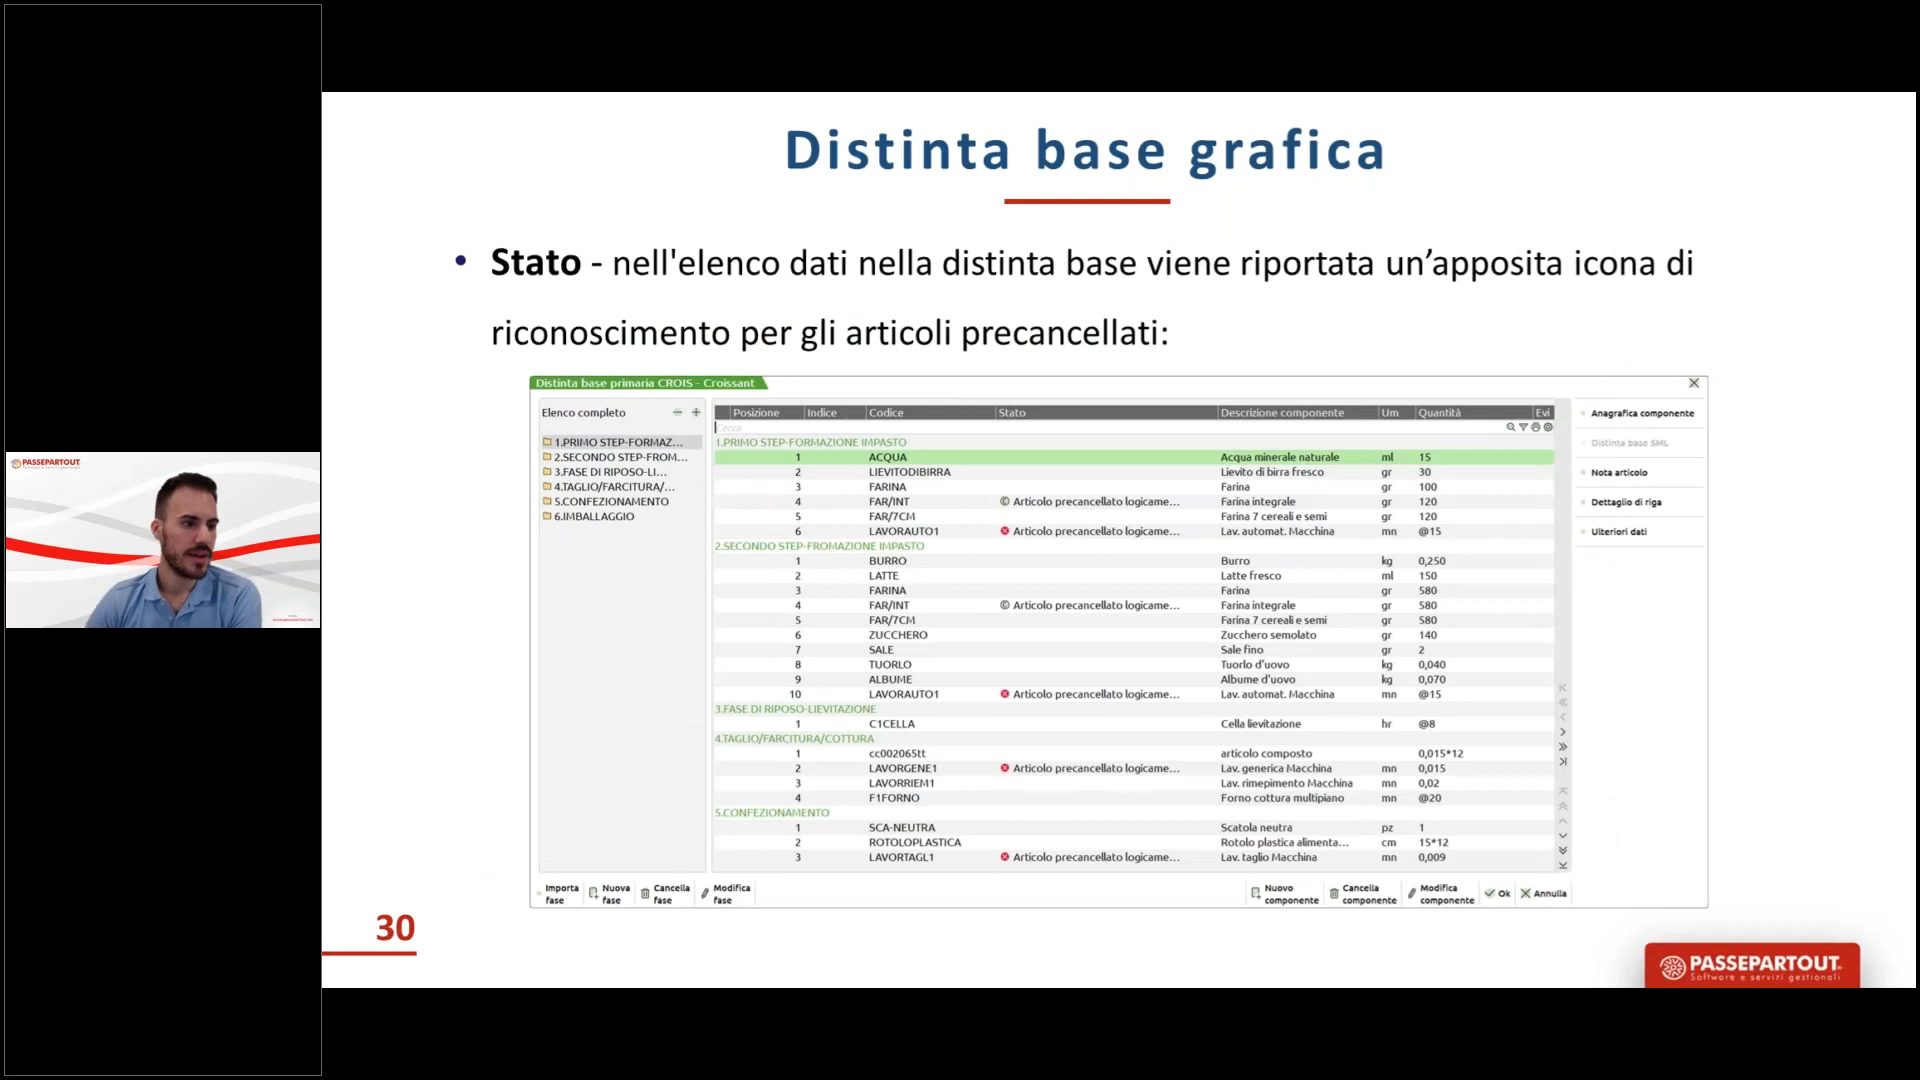 PASSEPARTOUT
Distinta base grafica
• Stato - nell'elenco dati nella distinta base viene riportata un’apposita icona di
riconoscimento per gli articoli precancellati:
Distinta base primaria CROIS - Croissant
Elenco completo
1.PRIMO STEP-FORMAZ...
2.SECONDO STEP-FROM...
3.FASE DI RIPOSO-LI...
4.TAGLIO/FARCITURA/...
5.CONFEZIONAMENTO
6.IMBALLAGGIO
Posizione Indice Codice Stato Descrizione componente Um Quantità Evi
Cerca
1.PRIMO STEP-FORMAZIONE IMPASTO
1 ACQUA Acqua minerale naturale ml 15
2 LIEVITODIBIRRA Lievito di birra fresco gr 30
3 FARINA Farina gr 100
4 FAR/INT © Articolo precancellato logicame... Farina integrale gr 120
5 FAR/7CM Farina 7 cereali e semi gr 120
6 LAVORAUTO1 Articolo precancellato logicame... Lav. automat. Macchina mn @15
2.SECONDO STEP-FROMAZIONE IMPASTO
1 BURRO Burro kg 0,250
2 LATTE Latte fresco ml 150
3 FARINA Farina gr 580
4 FAR/INT © Articolo precancellato logicame... Farina integrale gr 580
5 FAR/7CM Farina 7 cereali e semi gr 580
6 ZUCCHERO Zucchero semolato gr 140
7 SALE Sale fino gr 2
8 TUORLO Tuorlo d'uovo kg 0,040
9 ALBUME Albume d'uovo kg 0,070
10 LAVORAUTO1 Articolo precancellato logicame... Lav. automat. Macchina mn @15
3.FASE DI RIPOSO-LIEVITAZIONE
1 C1CELLA Cella lievitazione hr @8
4.TAGLIO/FARCITURA/COTTURA
1 cc002065tt articolo composto 0,015*12
2 LAVORGENE1 Articolo precancellato logicame... Lav. generica Macchina mn 0,015
3 LAVORRIEM1 Lav. rimepimento Macchina mn 0,02
4 F1FORNO Forno cottura multipiano mn @20
5.CONFEZIONAMENTO
1 SCA-NEUTRA Scatola neutra pz 1
2 ROTOLOPLASTICA Rotolo plastica alimenta... cm 15*12
3 LAVORTAGL1 Articolo precancellato logicame... Lav. taglio Macchina mn 0,009
Anagrafica componente
Distinta base SML
Nota articolo
Dettaglio di riga
Ulteriori dati
Importa fase Nuova fase Cancella fase Modifica fase Nuovo componente Cancella componente Modifica componente Ok Annulla
30
PASSEPARTOUT
Software e servizi gestionali